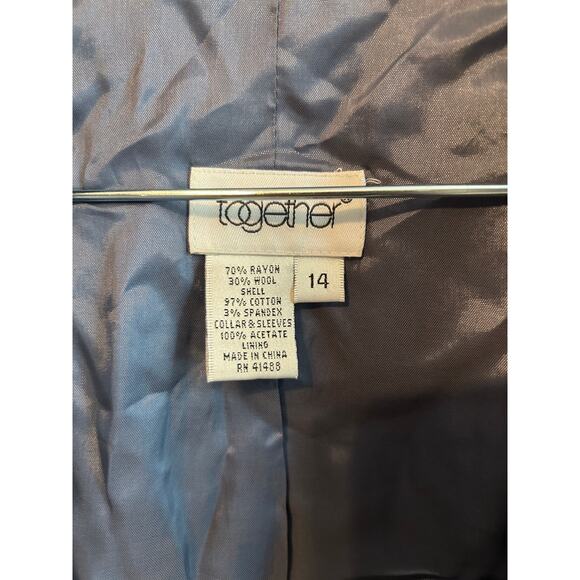 together®
14
70% RAYON
30% WOOL
SHELL
97% COTTON
3% SPANDEX
COLLAR & SLEEVES
100% ACETATE
LINING
MADE IN CHINA
RN 41488